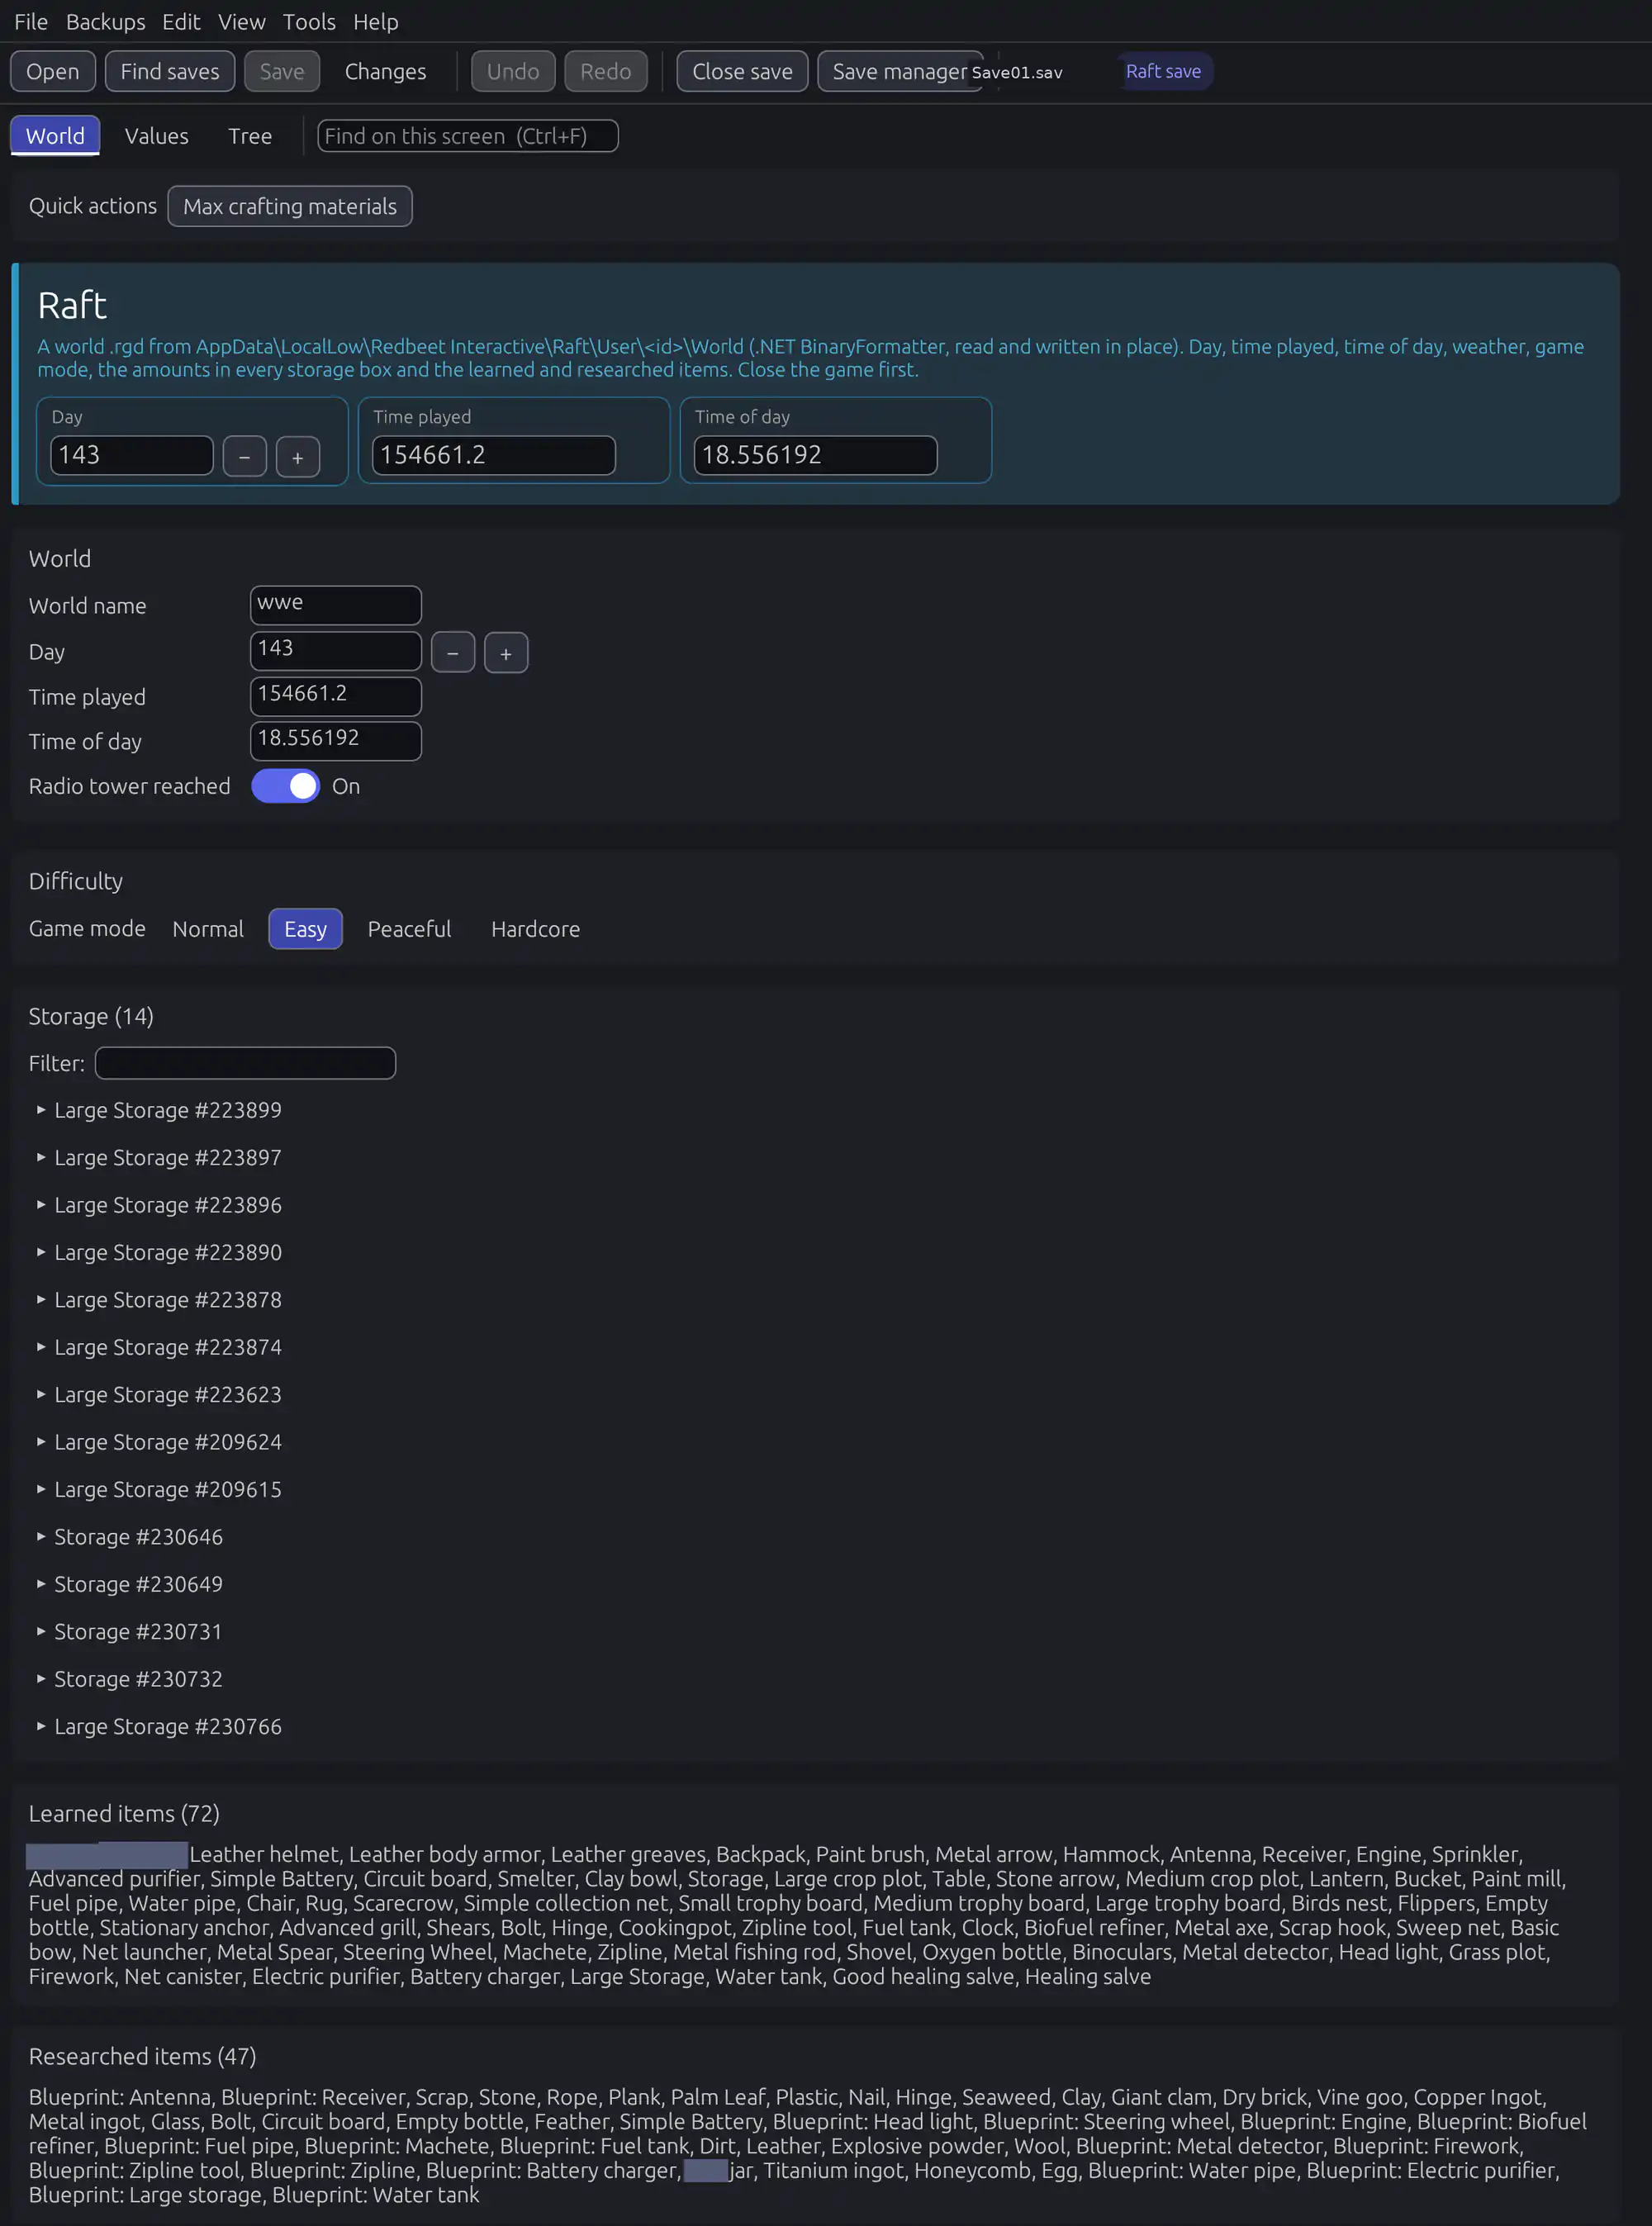 File Backups Edit View Tools Help
Open Find saves Save Changes Undo Redo Close save Save manager Save01.sav Raft save
World Values Tree Find on this screen (Ctrl+F)
Quick actions Max crafting materials
Raft
A world .rgd from AppData\LocalLow\Redbeet Interactive\Raft\User\<id>\World (.NET BinaryFormatter, read and written in place). Day, time played, time of day, weather, game
mode, the amounts in every storage box and the learned and researched items. Close the game first.
Day Time played Time of day
143 − + 154661.2 18.556192
World
World name wwe
Day 143 − +
Time played 154661.2
Time of day 18.556192
Radio tower reached On
Difficulty
Game mode Normal Easy Peaceful Hardcore
Storage (14)
Filter:
Large Storage #223899
Large Storage #223897
Large Storage #223896
Large Storage #223890
Large Storage #223878
Large Storage #223874
Large Storage #223623
Large Storage #209624
Large Storage #209615
Storage #230646
Storage #230649
Storage #230731
Storage #230732
Large Storage #230766
Learned items (72)
Leather helmet, Leather body armor, Leather greaves, Backpack, Paint brush, Metal arrow, Hammock, Antenna, Receiver, Engine, Sprinkler,
Advanced purifier, Simple Battery, Circuit board, Smelter, Clay bowl, Storage, Large crop plot, Table, Stone arrow, Medium crop plot, Lantern, Bucket, Paint mill,
Fuel pipe, Water pipe, Chair, Rug, Scarecrow, Simple collection net, Small trophy board, Medium trophy board, Large trophy board, Birds nest, Flippers, Empty
bottle, Stationary anchor, Advanced grill, Shears, Bolt, Hinge, Cookingpot, Zipline tool, Fuel tank, Clock, Biofuel refiner, Metal axe, Scrap hook, Sweep net, Basic
bow, Net launcher, Metal Spear, Steering Wheel, Machete, Zipline, Metal fishing rod, Shovel, Oxygen bottle, Binoculars, Metal detector, Head light, Grass plot,
Firework, Net canister, Electric purifier, Battery charger, Large Storage, Water tank, Good healing salve, Healing salve
Researched items (47)
Blueprint: Antenna, Blueprint: Receiver, Scrap, Stone, Rope, Plank, Palm Leaf, Plastic, Nail, Hinge, Seaweed, Clay, Giant clam, Dry brick, Vine goo, Copper Ingot,
Metal ingot, Glass, Bolt, Circuit board, Empty bottle, Feather, Simple Battery, Blueprint: Head light, Blueprint: Steering wheel, Blueprint: Engine, Blueprint: Biofuel
refiner, Blueprint: Fuel pipe, Blueprint: Machete, Blueprint: Fuel tank, Dirt, Leather, Explosive powder, Wool, Blueprint: Metal detector, Blueprint: Firework,
Blueprint: Zipline tool, Blueprint: Zipline, Blueprint: Battery charger, jar, Titanium ingot, Honeycomb, Egg, Blueprint: Water pipe, Blueprint: Electric purifier,
Blueprint: Large storage, Blueprint: Water tank